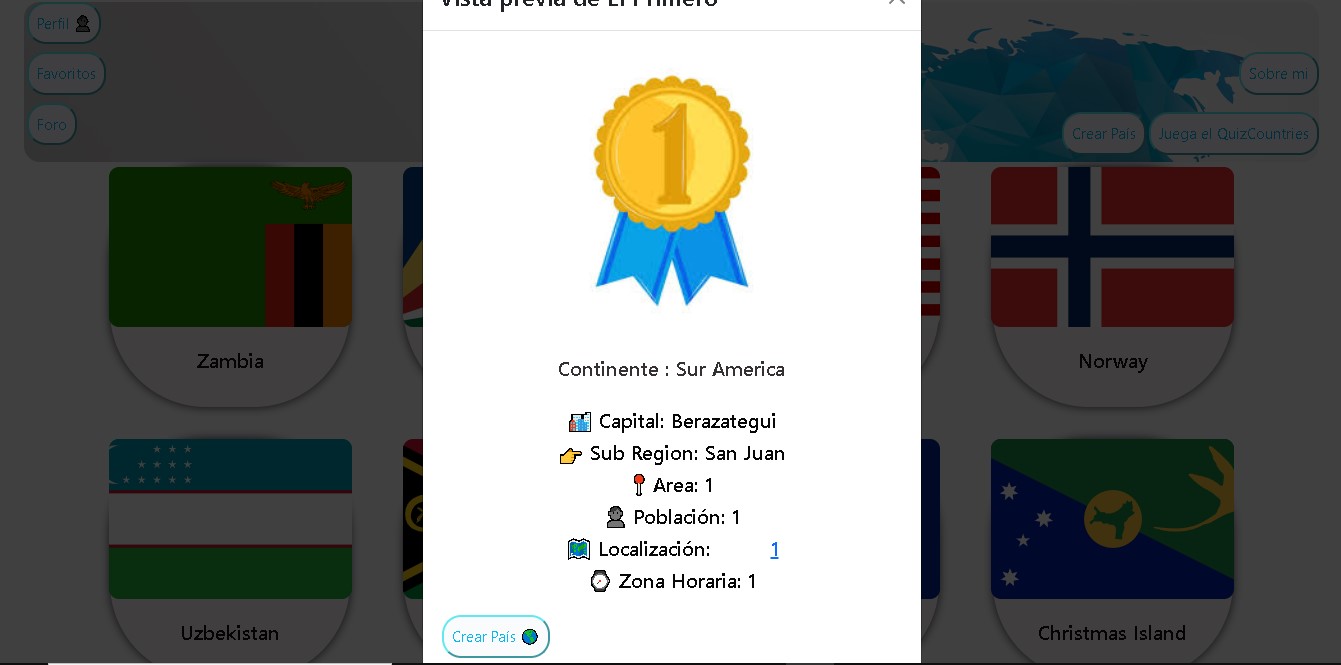 Vista previa de El Primero
Perfil
Favoritos
Foro
Sobre mi
Crear País
Juega el QuizCountries
1
Continente : Sur America
Capital: Berazategui
Sub Region: San Juan
Area: 1
Población: 1
Localización: 1
Zona Horaria: 1
Crear País
Zambia
Norway
Uzbekistan
Christmas Island